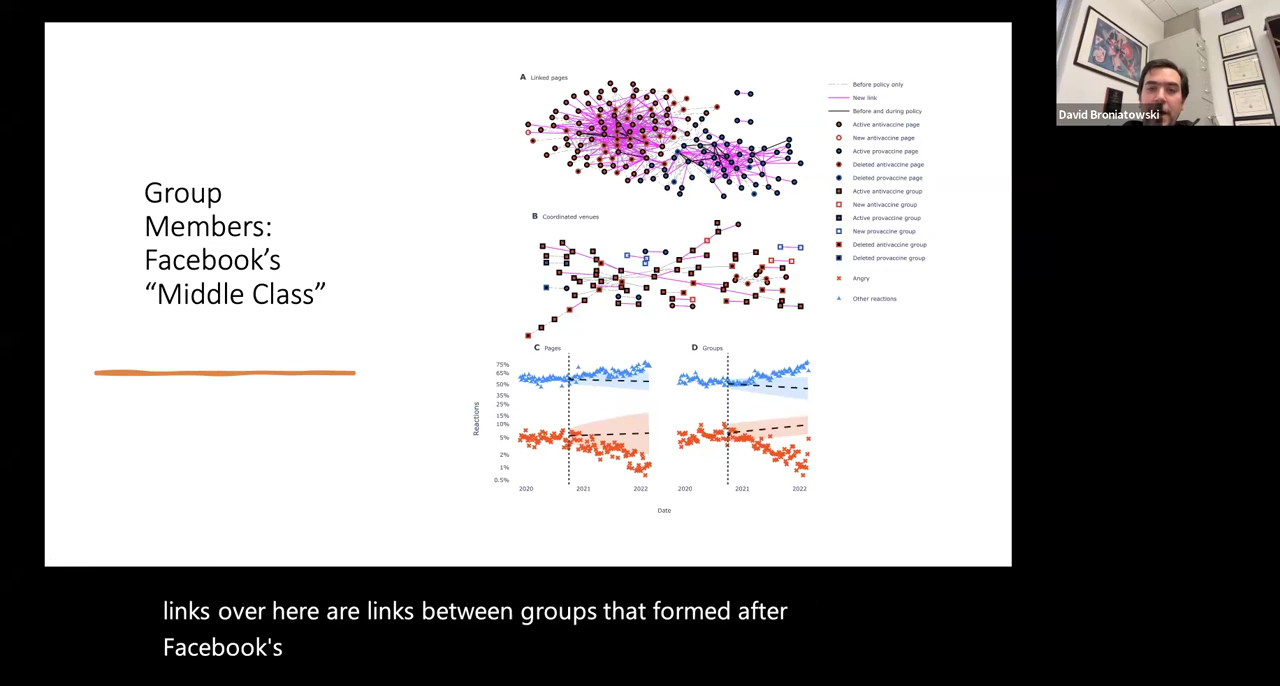 Group
Members:
Facebook's
"Middle Class"
A Linked pages
Before policy only
New link
Before and during policy
Active antivaccine page
New antivaccine page
Active provaccine page
Deleted antivaccine page
Deleted provaccine page
Active antivaccine group
New antivaccine group
Active provaccine group
New provaccine group
Deleted antivaccine group
Deleted provaccine group
Angry
Other reactions
B Coordinated venues
C Pages
D Groups
Reactions
75%
65%
50%
35%
25%
15%
10%
5%
2%
1%
0.5%
2020 2021 2022 2020 2021 2022
Date
David Broniatowski
links over here are links between groups that formed after
Facebook's